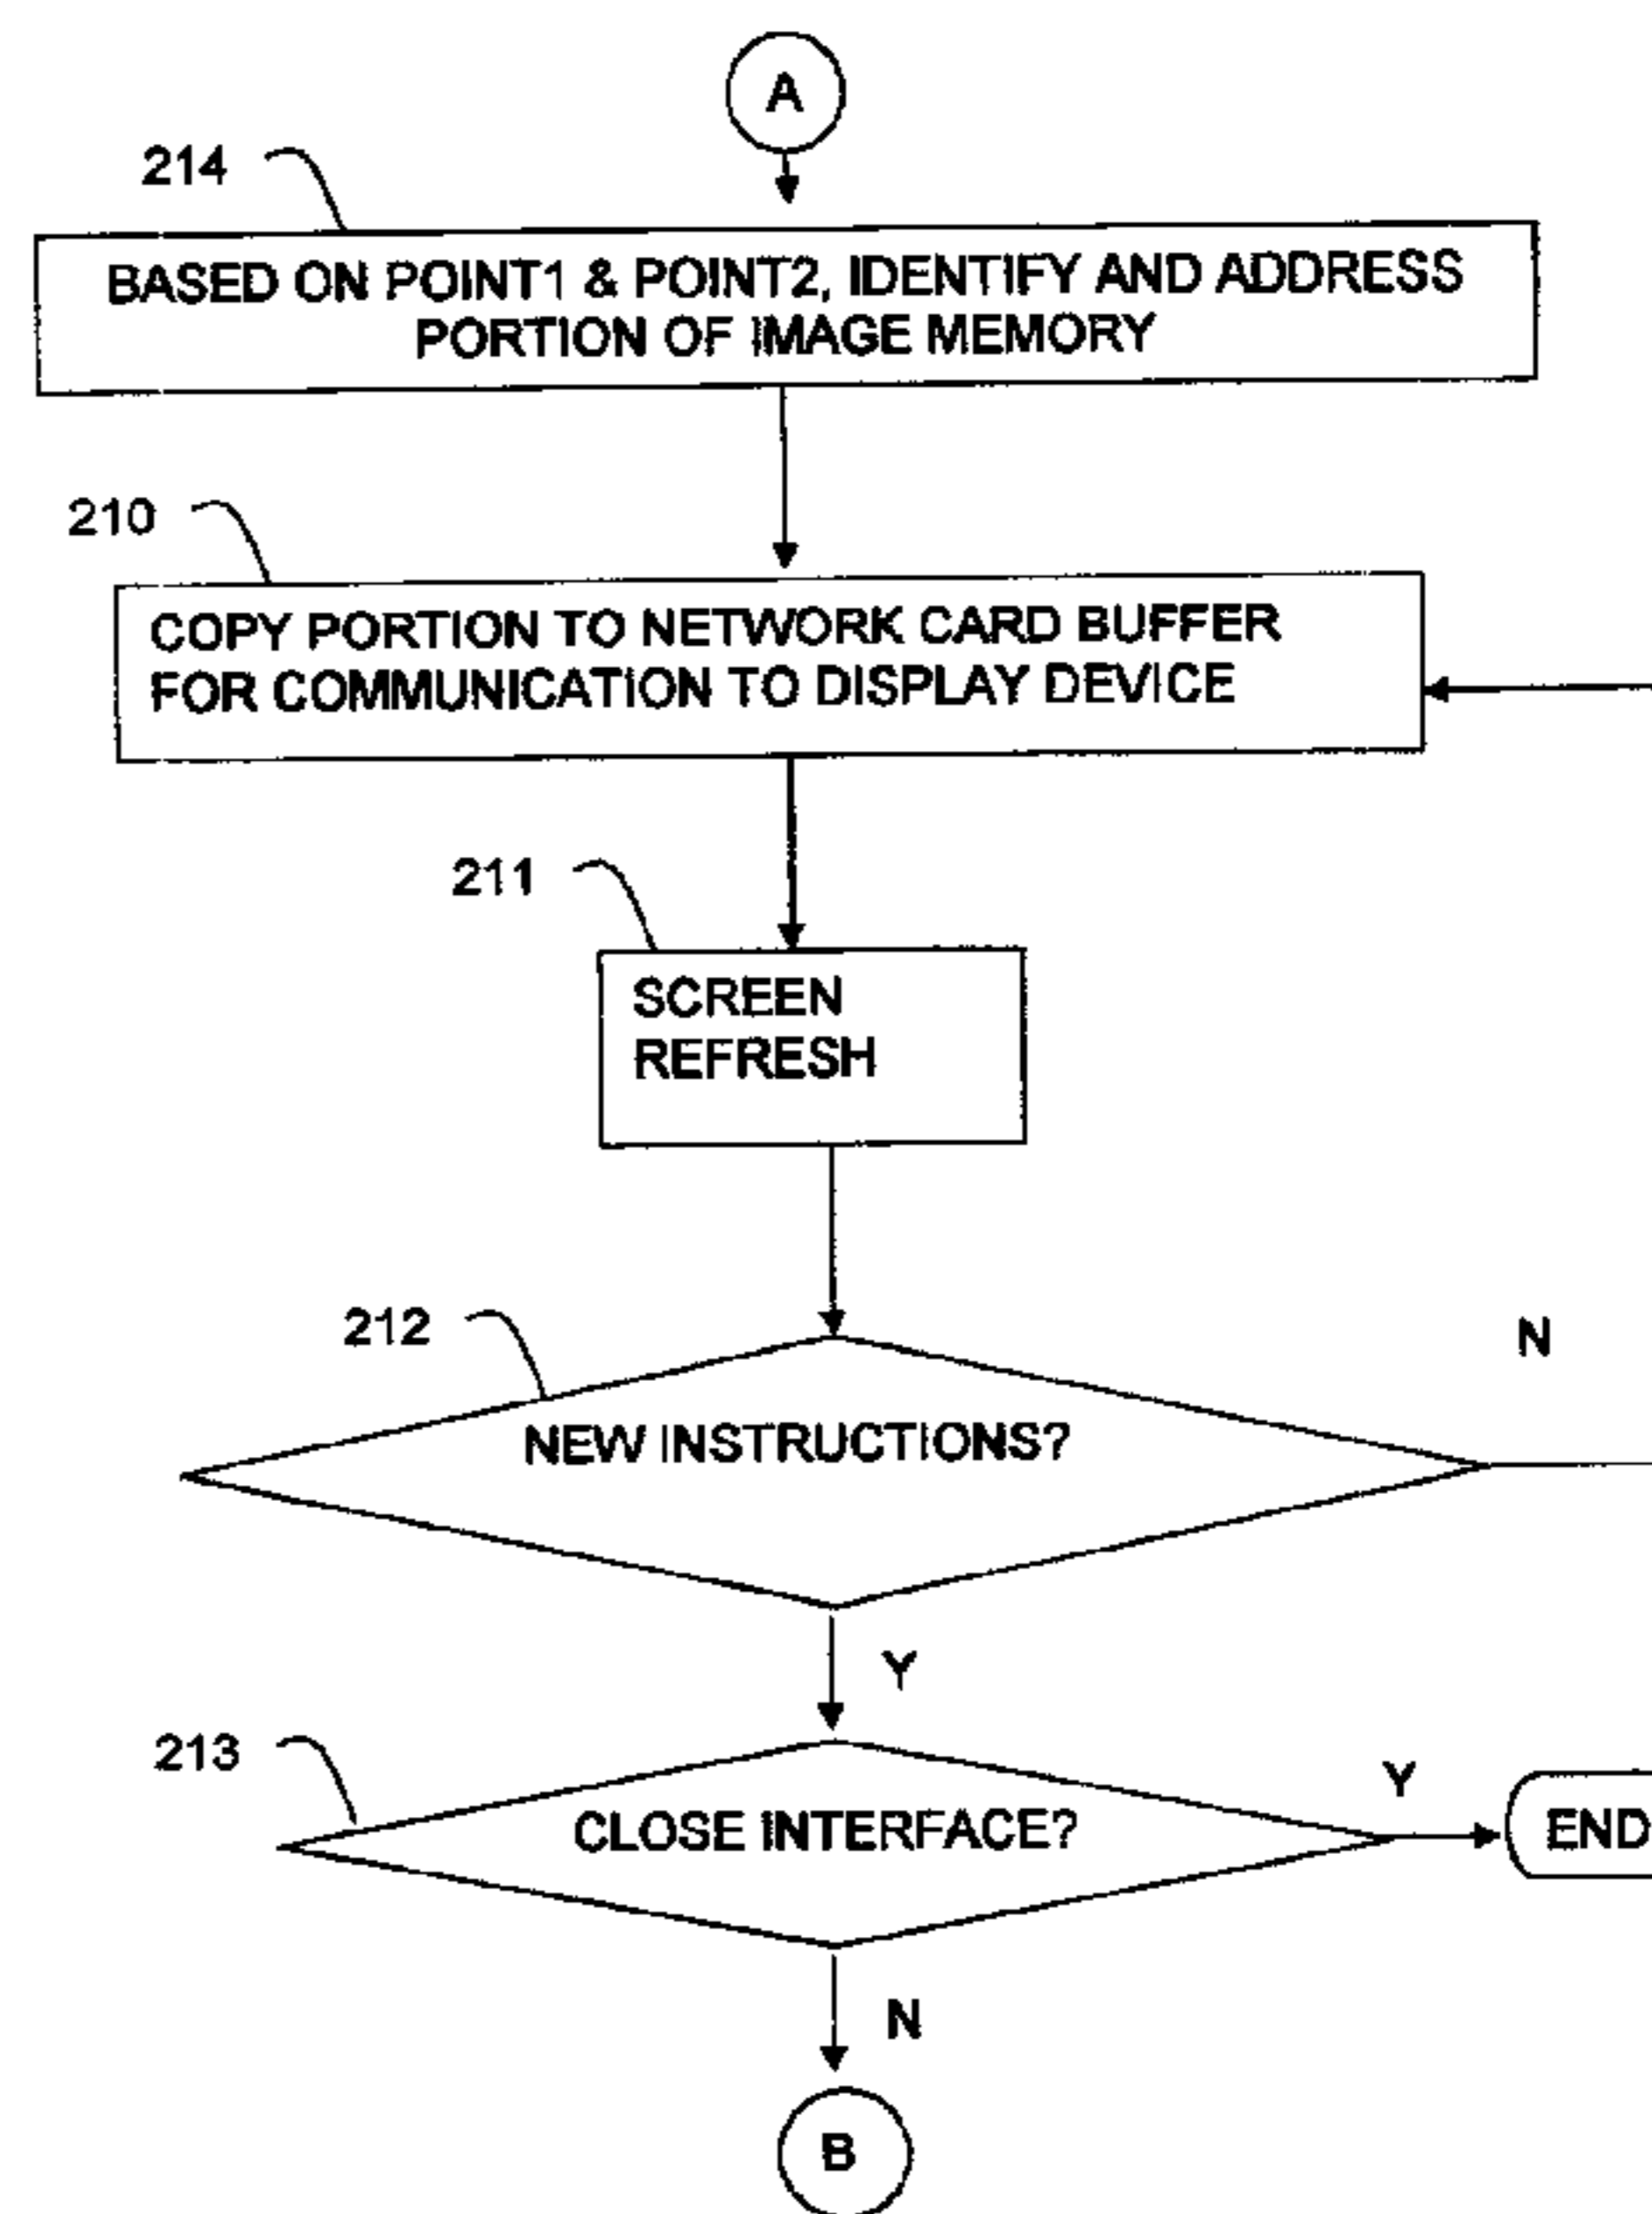 A
214
BASED ON POINT1 & POINT2, IDENTIFY AND ADDRESS
PORTION OF IMAGE MEMORY
210
COPY PORTION TO NETWORK CARD BUFFER
FOR COMMUNICATION TO DISPLAY DEVICE
211
SCREEN
REFRESH
212
N
NEW INSTRUCTIONS?
Y
213
Y
CLOSE INTERFACE?
END
N
B